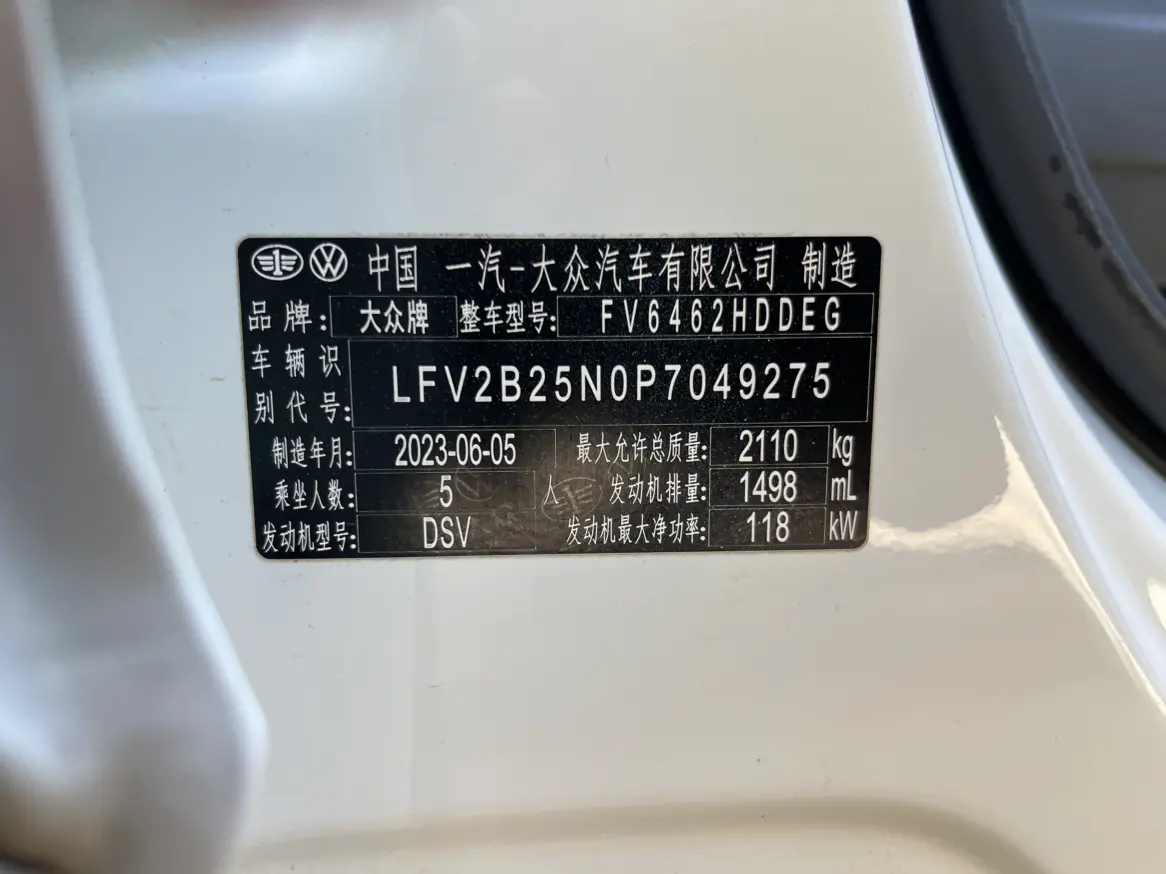 中国 一汽-大众汽车有限公司 制造
品牌: 大众牌 整车型号: FV6462HDDEG
车辆识别代号: LFV2B25N0P7049275
制造年月: 2023-06-05 最大允许总质量: 2110 kg
乘坐人数: 5 人 发动机排量: 1498 mL
发动机型号: DSV 发动机最大净功率: 118 kW